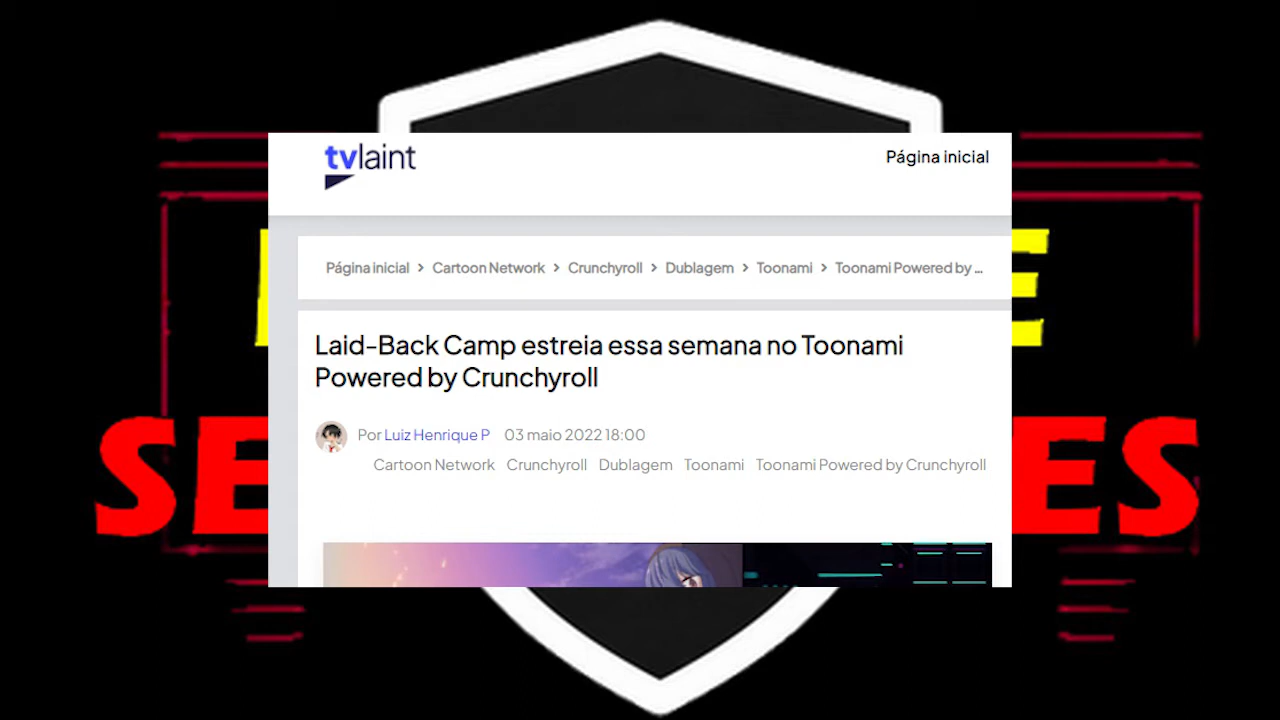 tvlaint
Página inicial
Página inicial > Cartoon Network > Crunchyroll > Dublagem > Toonami > Toonami Powered by ...
Laid-Back Camp estreia essa semana no Toonami
Powered by Crunchyroll
Por Luiz Henrique P 03 maio 2022 18:00
Cartoon Network Crunchyroll Dublagem Toonami Toonami Powered by Crunchyroll
E
SE ES